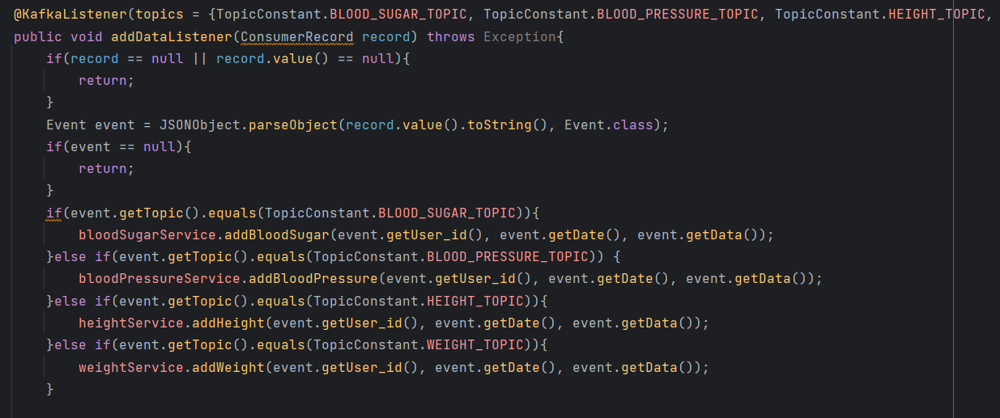 @KafkaListener(topics = {TopicConstant.BLOOD_SUGAR_TOPIC, TopicConstant.BLOOD_PRESSURE_TOPIC, TopicConstant.HEIGHT_TOPIC,
public void addDataListener(ConsumerRecord record) throws Exception{
    if(record == null || record.value() == null){
        return;
    }
    Event event = JSONObject.parseObject(record.value().toString(), Event.class);
    if(event == null){
        return;
    }
    if(event.getTopic().equals(TopicConstant.BLOOD_SUGAR_TOPIC)){
        bloodSugarService.addBloodSugar(event.getUser_id(), event.getDate(), event.getData());
    }else if(event.getTopic().equals(TopicConstant.BLOOD_PRESSURE_TOPIC)) {
        bloodPressureService.addBloodPressure(event.getUser_id(), event.getDate(), event.getData());
    }else if(event.getTopic().equals(TopicConstant.HEIGHT_TOPIC)){
        heightService.addHeight(event.getUser_id(), event.getDate(), event.getData());
    }else if(event.getTopic().equals(TopicConstant.WEIGHT_TOPIC)){
        weightService.addWeight(event.getUser_id(), event.getDate(), event.getData());
    }